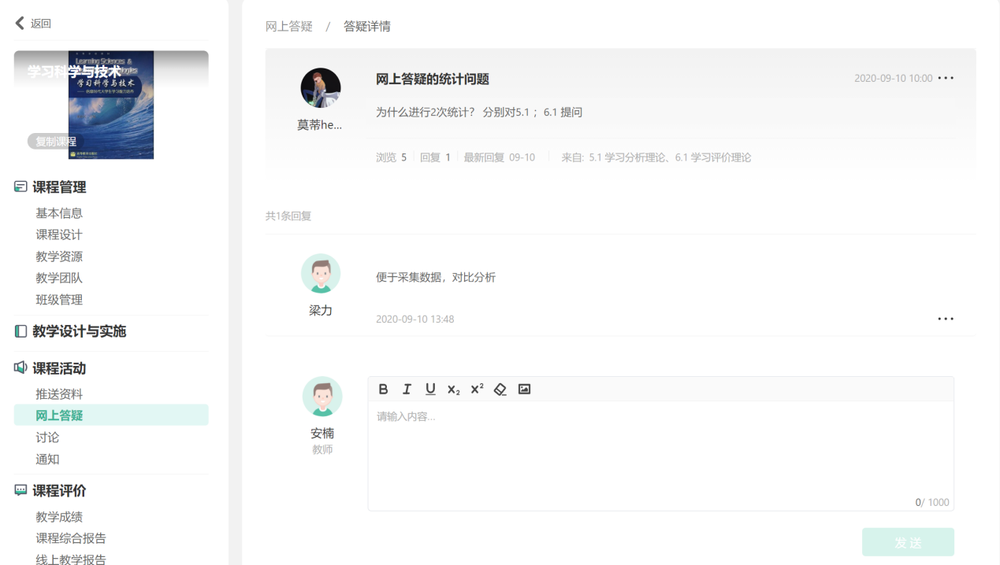 返回
网上答疑 / 答疑详情
Learning Sciences &
学习科学与技术
学习科学与技术
复制课程
网上答疑的统计问题
2020-09-10 10:00
为什么进行2次统计？ 分别对5.1 ；6.1 提问
莫蒂he...
浏览 5 回复 1 最新回复 09-10 来自: 5.1 学习分析理论、6.1 学习评价理论
课程管理
基本信息
课程设计
教学资源
教学团队
班级管理
教学设计与实施
课程活动
推送资料
网上答疑
讨论
通知
课程评价
教学成绩
课程综合报告
线上教学报告
共1条回复
便于采集数据，对比分析
梁力
2020-09-10 13:48
B I U x₂ x²
请输入内容...
安楠
教师
0/ 1000
发送